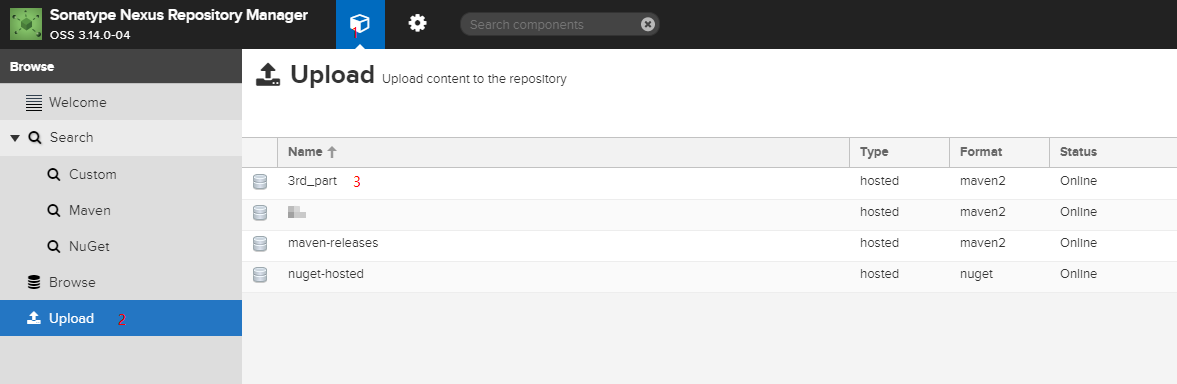 Sonatype Nexus Repository Manager
OSS 3.14.0-04
1
Search components
Browse
Welcome
Search
Custom
Maven
NuGet
Browse
Upload 2
Upload Upload content to the repository
Name Type Format Status
3rd_part 3 hosted maven2 Online
hosted maven2 Online
maven-releases hosted maven2 Online
nuget-hosted hosted nuget Online